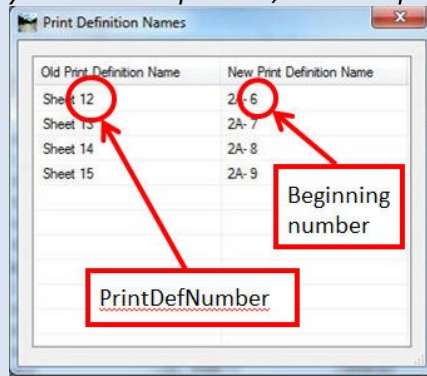 Print Definition Names
Old Print Definition Name New Print Definition Name
Sheet 12 2A- 6
Sheet 13 2A- 7
Sheet 14 2A- 8
Sheet 15 2A- 9
Beginning
number
PrintDefNumber